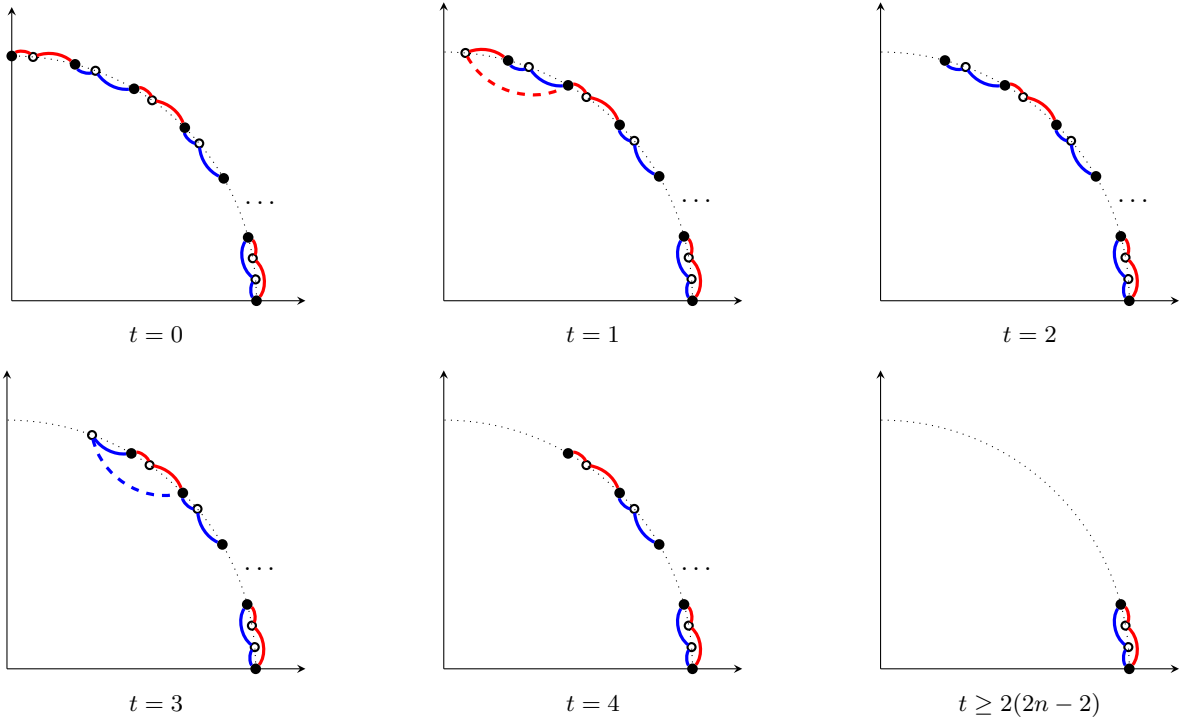 . . .
t = 0
. . .
t = 1
. . .
t = 2
. . .
t = 3
. . .
t = 4
t ≥ 2(2n − 2)